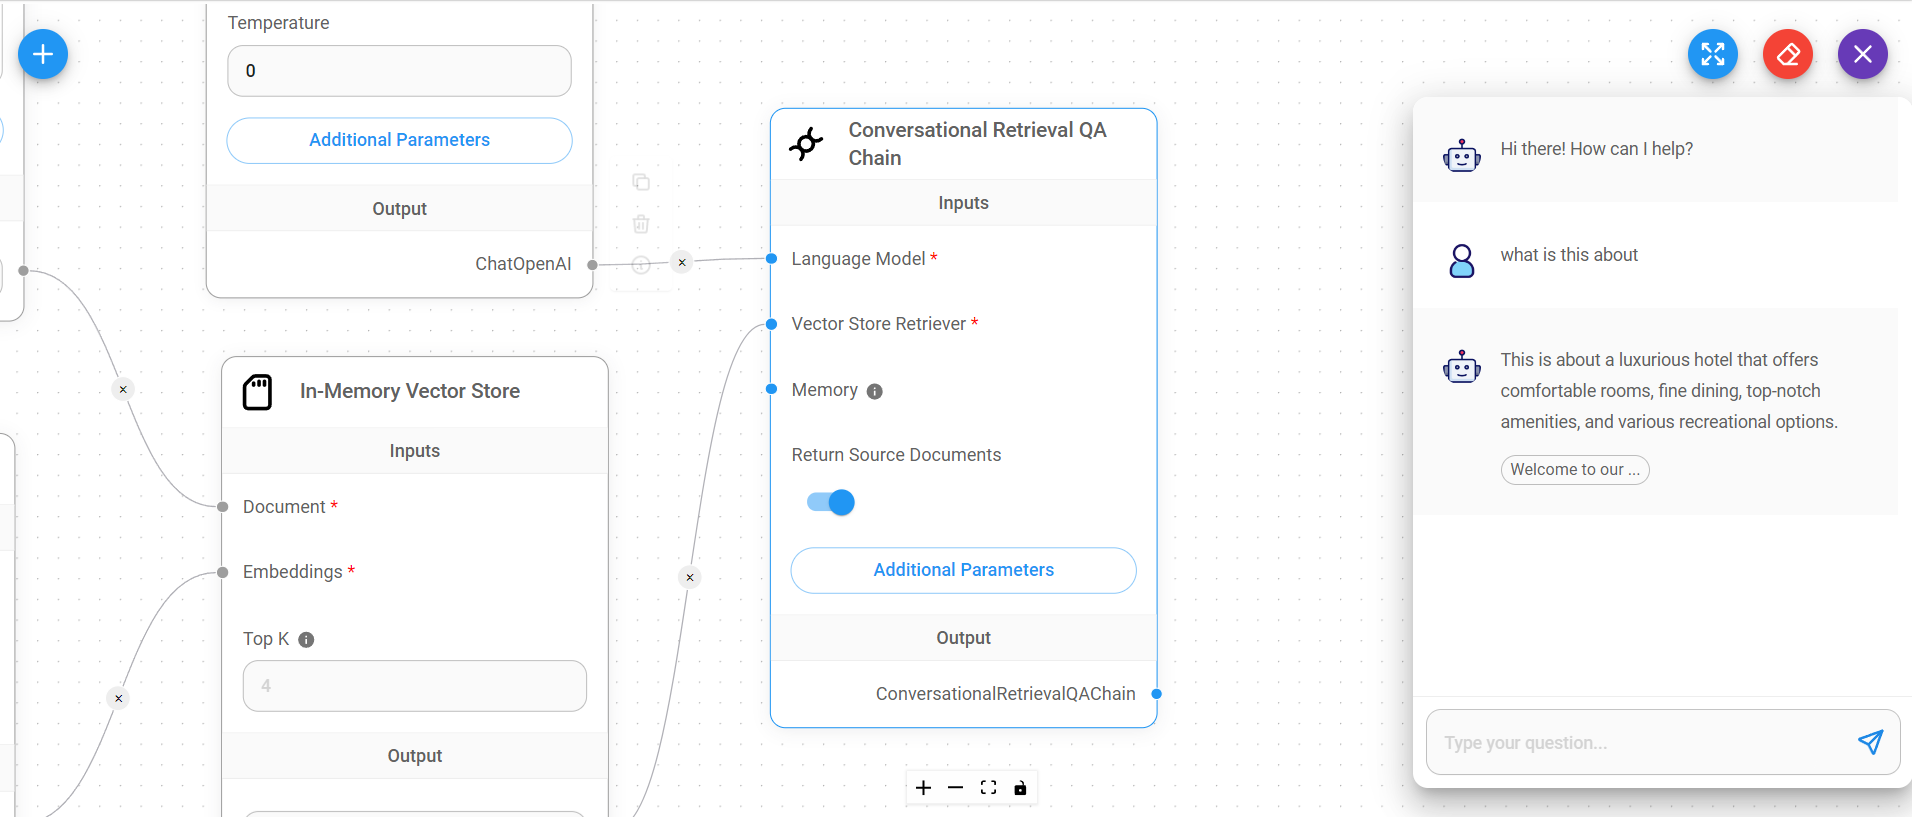 Temperature
0
Additional Parameters
Output
ChatOpenAI
In-Memory Vector Store
Inputs
Document *
Embeddings *
Top K
4
Output
Conversational Retrieval QA
Chain
Inputs
Language Model *
Vector Store Retriever *
Memory
Return Source Documents
Additional Parameters
Output
ConversationalRetrievalQAChain
Hi there! How can I help?
what is this about
This is about a luxurious hotel that offers
comfortable rooms, fine dining, top-notch
amenities, and various recreational options.
Welcome to our ...
Type your question...